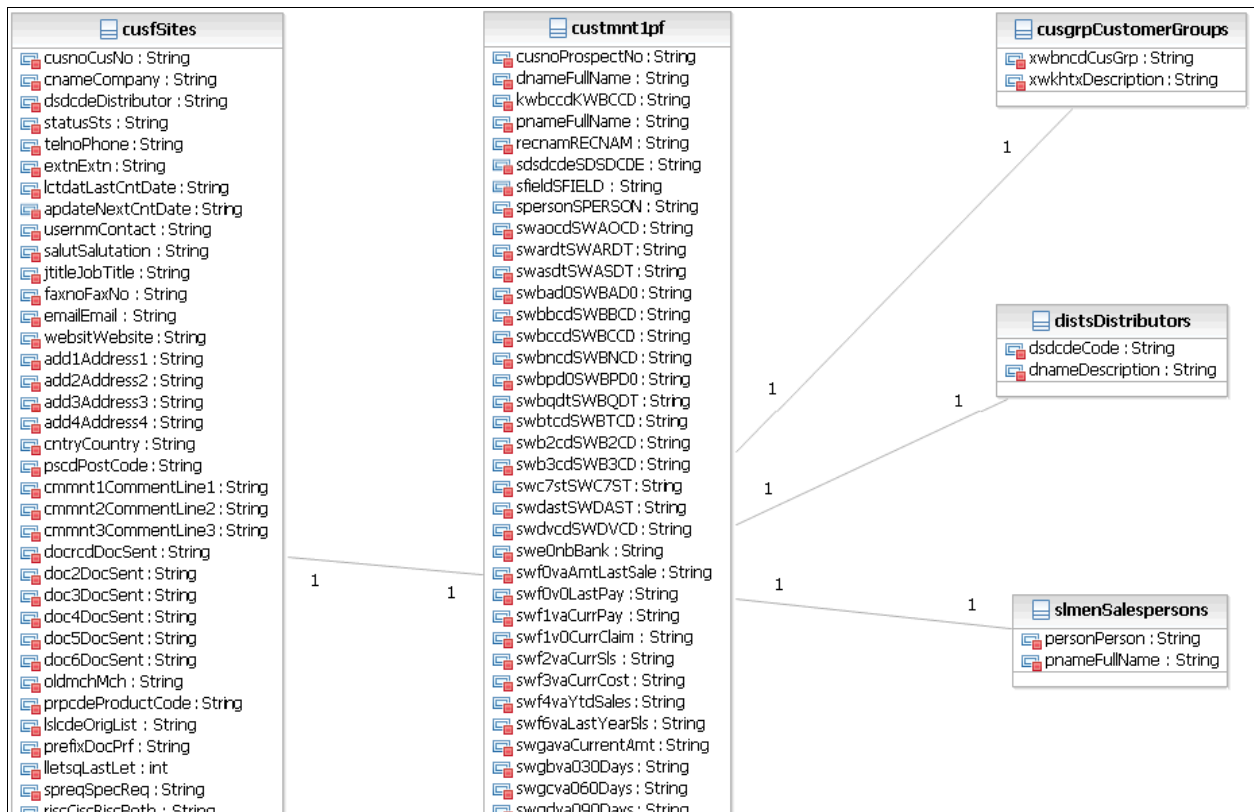 cusfSites
cusnoCusNo : String
cnameCompany : String
dsdcdeDistributor : String
statusSts : String
telnoPhone : String
extnExtn : String
lctdatLastCntDate : String
apdateNextCntDate : String
usernmContact : String
salutSalutation : String
jtitleJobTitle : String
faxnoFaxNo : String
emailEmail : String
websitWebsite : String
add1Address1 : String
add2Address2 : String
add3Address3 : String
add4Address4 : String
cntryCountry : String
pscdPostCode : String
cmmnt1CommentLine1 : String
cmmnt2CommentLine2 : String
cmmnt3CommentLine3 : String
docrcdDocSent : String
doc2DocSent : String
doc3DocSent : String
doc4DocSent : String
doc5DocSent : String
doc6DocSent : String
oldmchMch : String
prpcdeProductCode : String
lslcdeOrigList : String
prefixDocPrf : String
lletsqLastLet : int
spreqSpecReq : String
1
1
custmnt1pf
cusnoProspectNo : String
dnameFullName : String
kwbccdKWBCCD : String
pnameFullName : String
recnamRECNAM : String
sdsdcdeSDSDCDE : String
sfieldSFIELD : String
spersonSPERSON : String
swaocdSWAOCD : String
swardtSWARDT : String
swasdtSWASDT : String
swbad0SWBAD0 : String
swbbcdSWBBCD : String
swbccdSWBCCD : String
swbncdSWBNCD : String
swbpd0SWBPD0 : String
swbqdtSWBQDT : String
swbtcdSWBTCD : String
swb2cdSWB2CD : String
swb3cdSWB3CD : String
swc7stSWC7ST : String
swdastSWDAST : String
swdvcdSWDVCD : String
swe0nbBank : String
swf0vaAmtLastSale : String
swf0v0LastPay : String
swf1vaCurrPay : String
swf1v0CurrClaim : String
swf2vaCurrSls : String
swf3vaCurrCost : String
swf4vaYtdSales : String
swf6vaLastYearSls : String
swgavaCurrentAmt : String
swgbva030Days : String
swgcva060Days : String
swgdva090Days : String
1
1
cusgrpCustomerGroups
xwbncdCusGrp : String
xwkhtxDescription : String
1
1
distsDistributors
dsdcdeCode : String
dnameDescription : String
1
1
slmenSalespersons
personPerson : String
pnameFullName : String